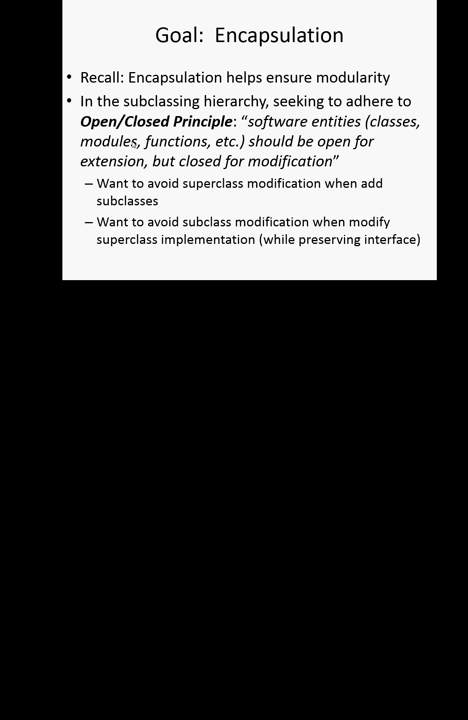 Goal: Encapsulation
• Recall: Encapsulation helps ensure modularity
• In the subclassing hierarchy, seeking to adhere to
Open/Closed Principle: “software entities (classes,
modules, functions, etc.) should be open for
extension, but closed for modification”
– Want to avoid superclass modification when add
subclasses
– Want to avoid subclass modification when modify
superclass implementation (while preserving interface)